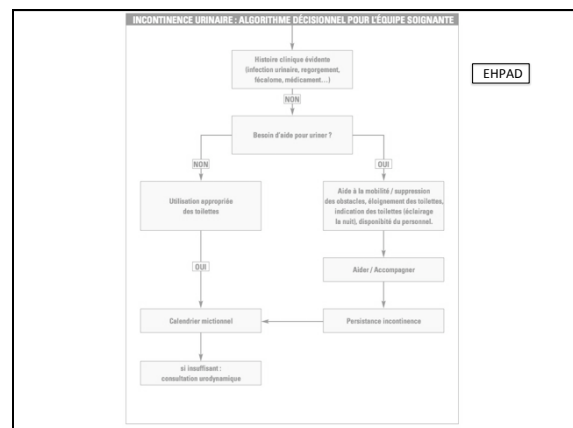 INCONTINENCE URINAIRE : ALGORITHME DÉCISIONNEL POUR L'ÉQUIPE SOIGNANTE
EHPAD
Histoire clinique évidente
(infection urinaire, regorgement,
fécalome, médicament...)
NON
Besoin d'aide pour uriner ?
NON
OUI
Utilisation appropriée
des toilettes
Aide à la mobilité / suppression
des obstacles, éloignement des toilettes,
indication des toilettes (éclairage
la nuit), disponibité du personnel.
OUI
Aider / Accompagner
Calendrier mictionnel
Persistance incontinence
si insuffisant :
consultation urodynamique